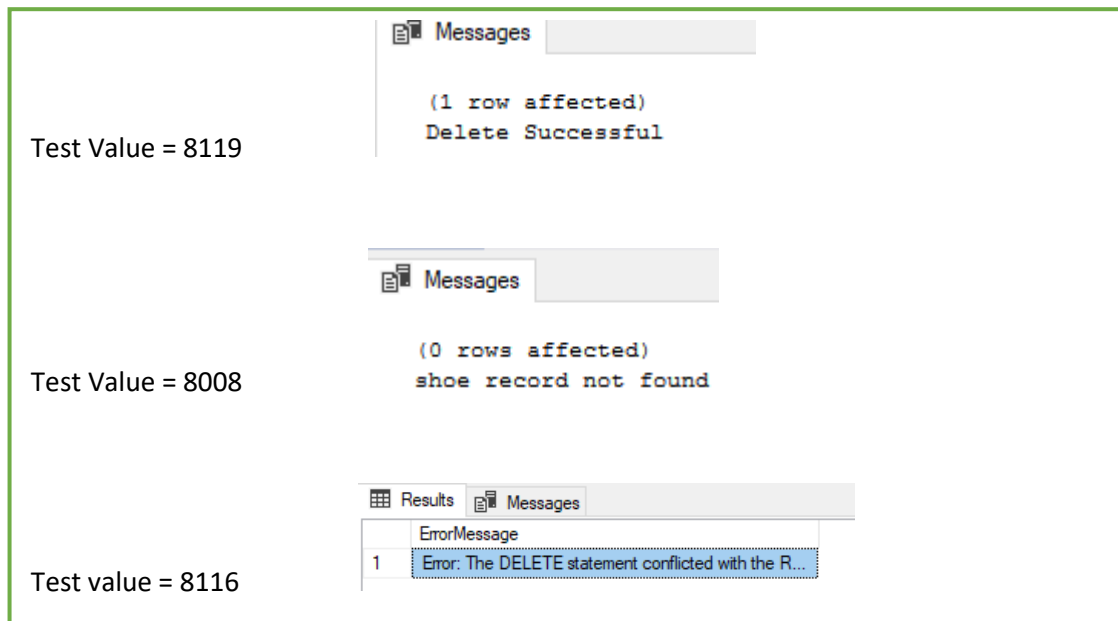 Messages
(1 row affected)
Delete Successful
Test Value = 8119
Messages
(0 rows affected)
shoe record not found
Test Value = 8008
Results Messages
ErrorMessage
1 Error: The DELETE statement conflicted with the R...
Test value = 8116